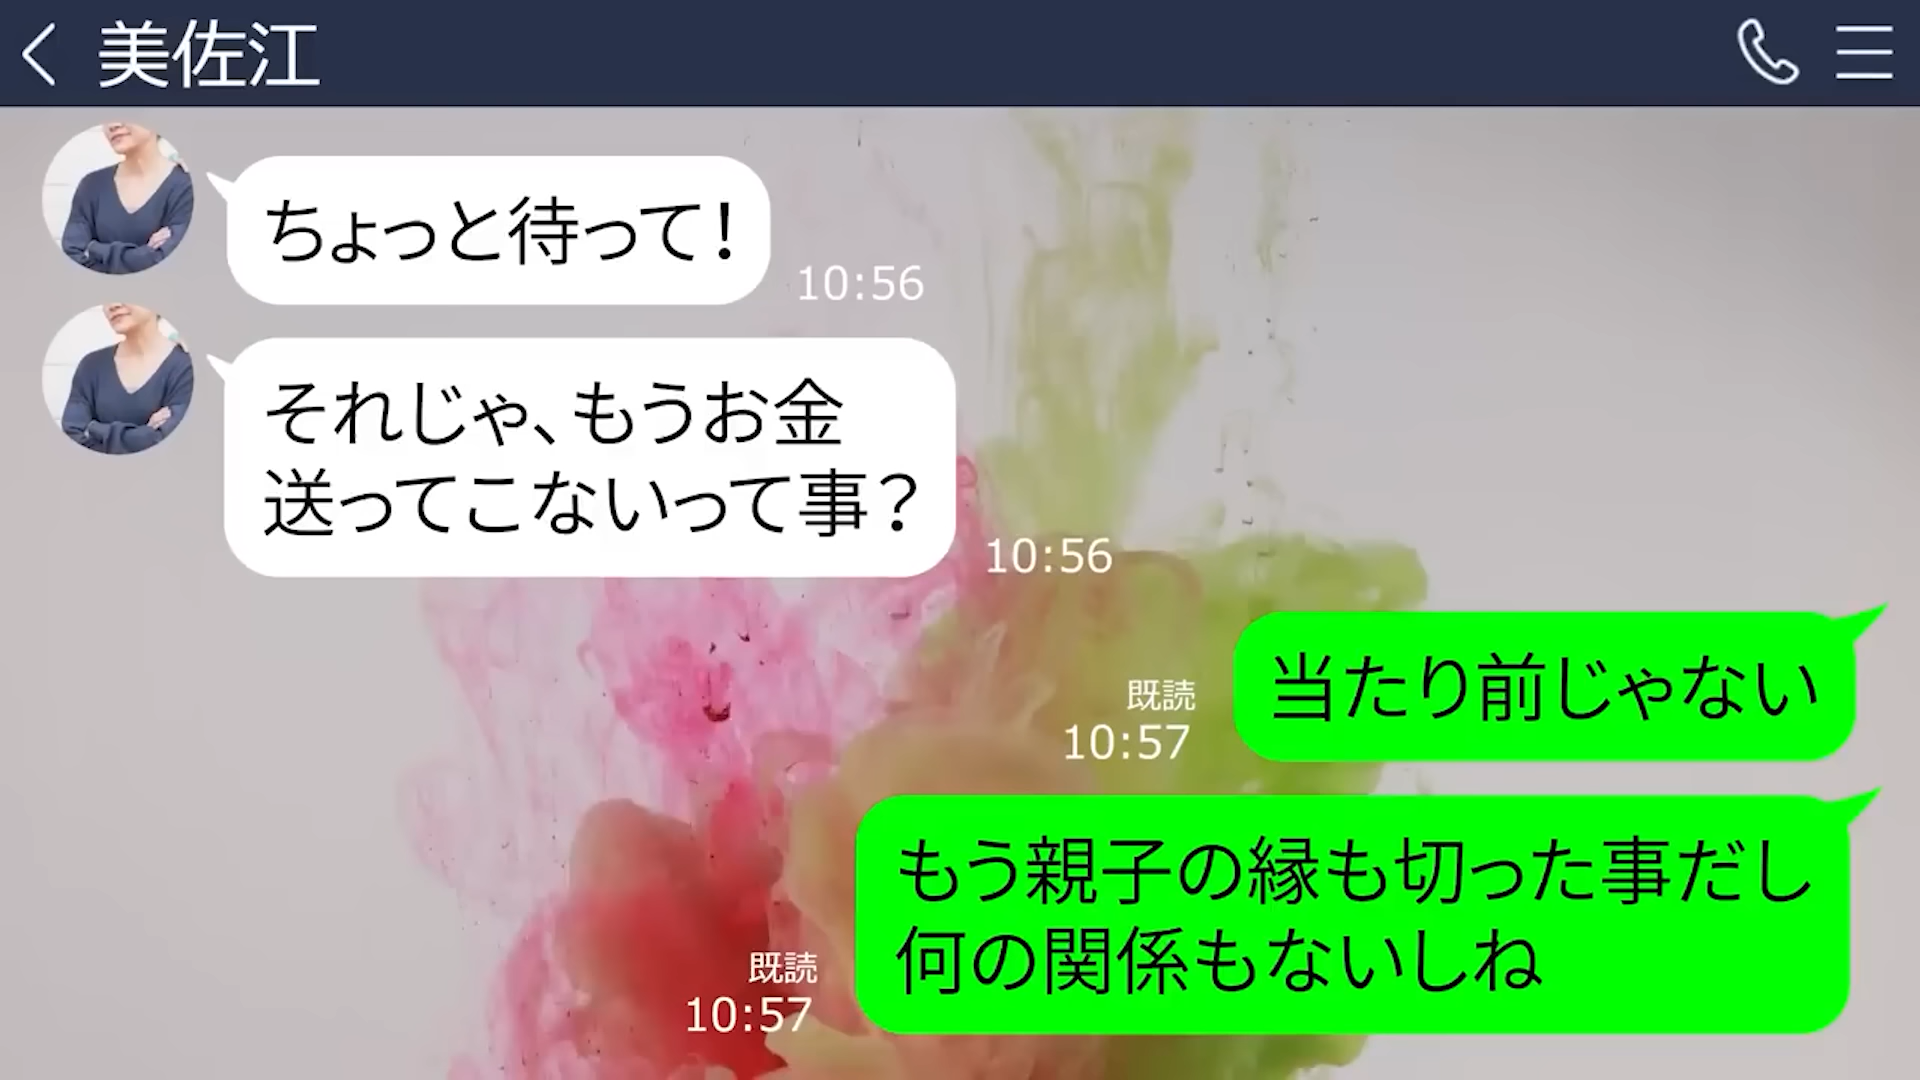 美佐江
ちょっと待って!
10:56
それじゃ、もうお金
送ってこないって事?
10:56
当たり前じゃない
既読
10:57
もう親子の縁も切った事だし
何の関係もないしね
既読
10:57